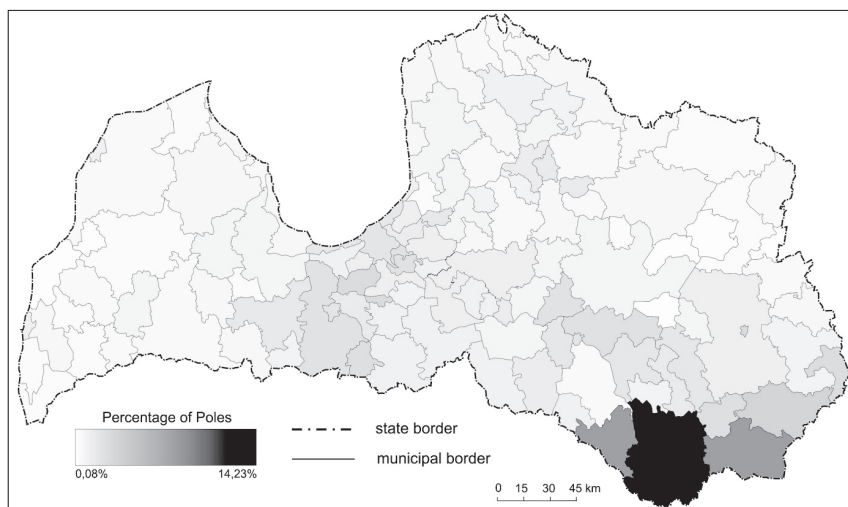 Percentage of Poles
0,08%
14,23%
state border
municipal border
0 15 30 45 km